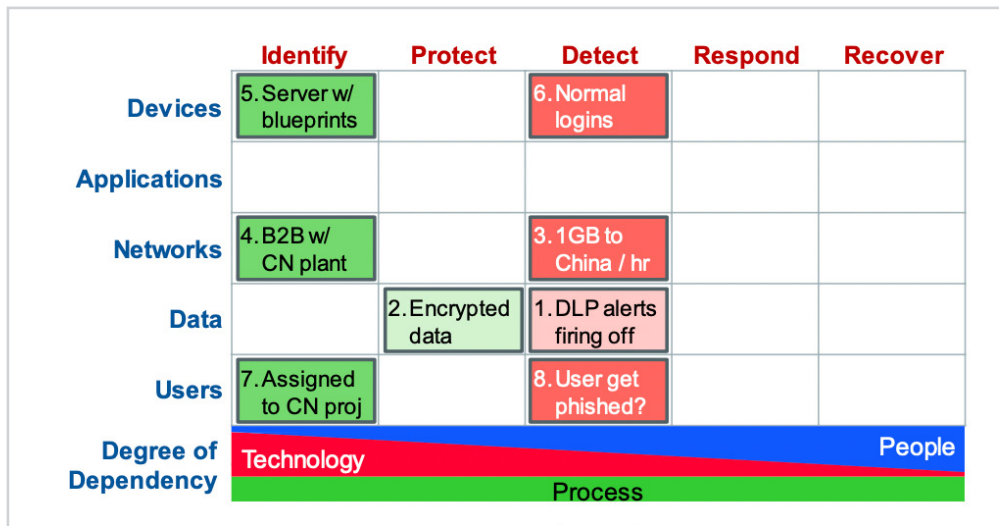 Identify Protect Detect Respond Recover
Devices
5. Server w/
blueprints
6. Normal
logins
Applications
Networks
4. B2B w/
CN plant
3. 1GB to
China / hr
Data
2. Encrypted
data
1. DLP alerts
firing off
Users
7. Assigned
to CN proj
8. User get
phished?
Degree of
Dependency
Technology
People
Process